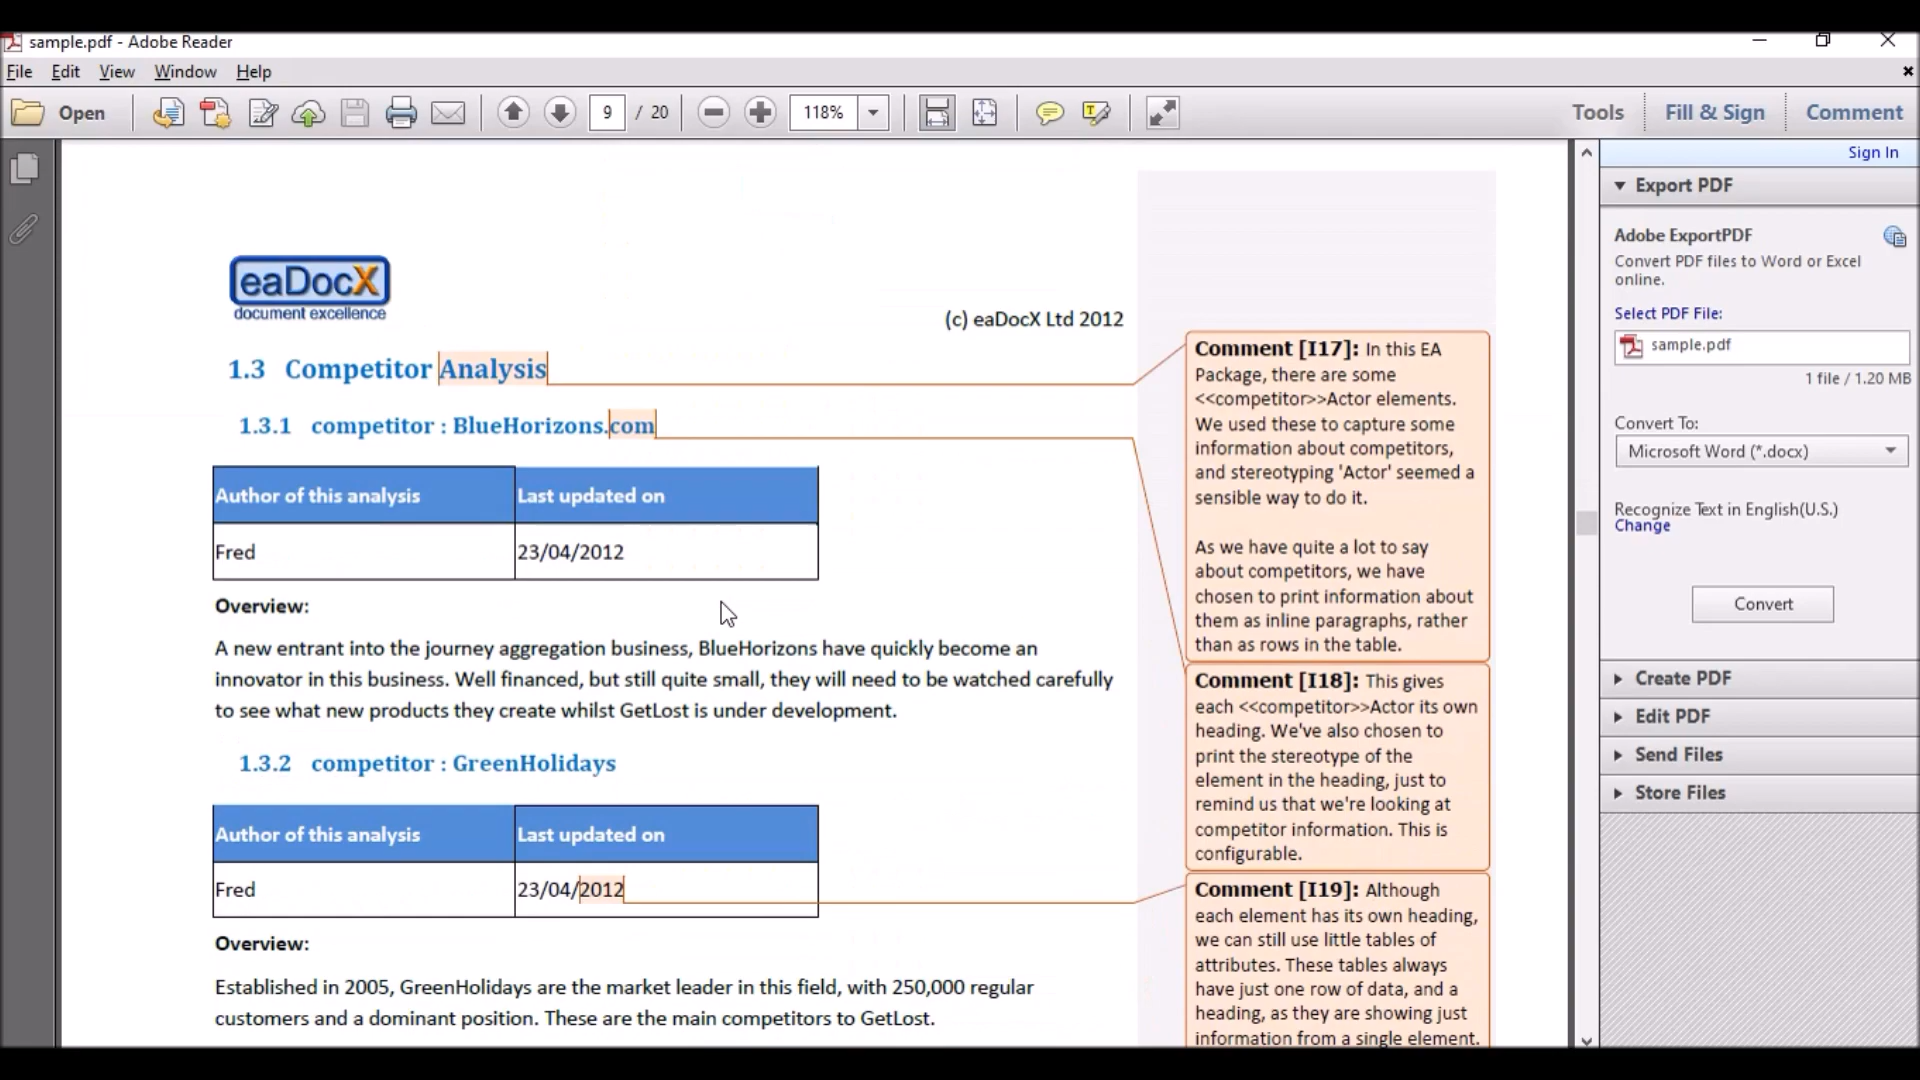 sample.pdf - Adobe Reader
File Edit View Window Help
Open 9 / 20 118% Tools Fill & Sign Comment
Sign In
Export PDF
Adobe ExportPDF
Convert PDF files to Word or Excel
online.
Select PDF File:
sample.pdf
1 file / 1.20 MB
Convert To:
Microsoft Word (*.docx)
Recognize Text in English(U.S.)
Change
Convert
Create PDF
Edit PDF
Send Files
Store Files
eaDocX
document excellence
(c) eaDocX Ltd 2012
1.3 Competitor Analysis
1.3.1 competitor : BlueHorizons.com
Author of this analysis Last updated on
Fred 23/04/2012
Overview:
A new entrant into the journey aggregation business, BlueHorizons have quickly become an
innovator in this business. Well financed, but still quite small, they will need to be watched carefully
to see what new products they create whilst GetLost is under development.
1.3.2 competitor : GreenHolidays
Author of this analysis Last updated on
Fred 23/04/2012
Overview:
Established in 2005, GreenHolidays are the market leader in this field, with 250,000 regular
customers and a dominant position. These are the main competitors to GetLost.
Comment [I17]: In this EA
Package, there are some
<<competitor>>Actor elements.
We used these to capture some
information about competitors,
and stereotyping 'Actor' seemed a
sensible way to do it.
As we have quite a lot to say
about competitors, we have
chosen to print information about
them as inline paragraphs, rather
than as rows in the table.
Comment [I18]: This gives
each <<competitor>>Actor its own
heading. We've also chosen to
print the stereotype of the
element in the heading, just to
remind us that we're looking at
competitor information. This is
configurable.
Comment [I19]: Although
each element has its own heading,
we can still use little tables of
attributes. These tables always
have just one row of data, and a
heading, as they are showing just
information from a single element.